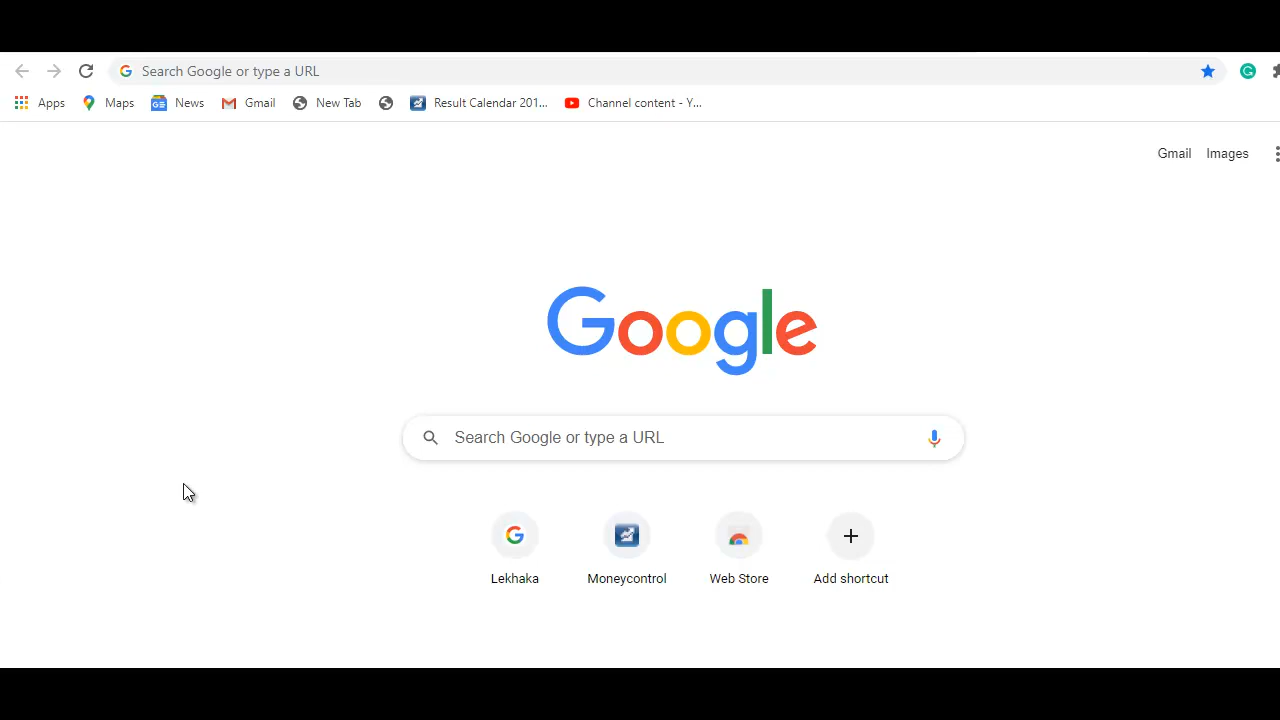 Search Google or type a URL
Apps Maps News Gmail New Tab Result Calendar 201... Channel content - Y...
Gmail Images
Google
Search Google or type a URL
Lekhaka Moneycontrol Web Store Add shortcut